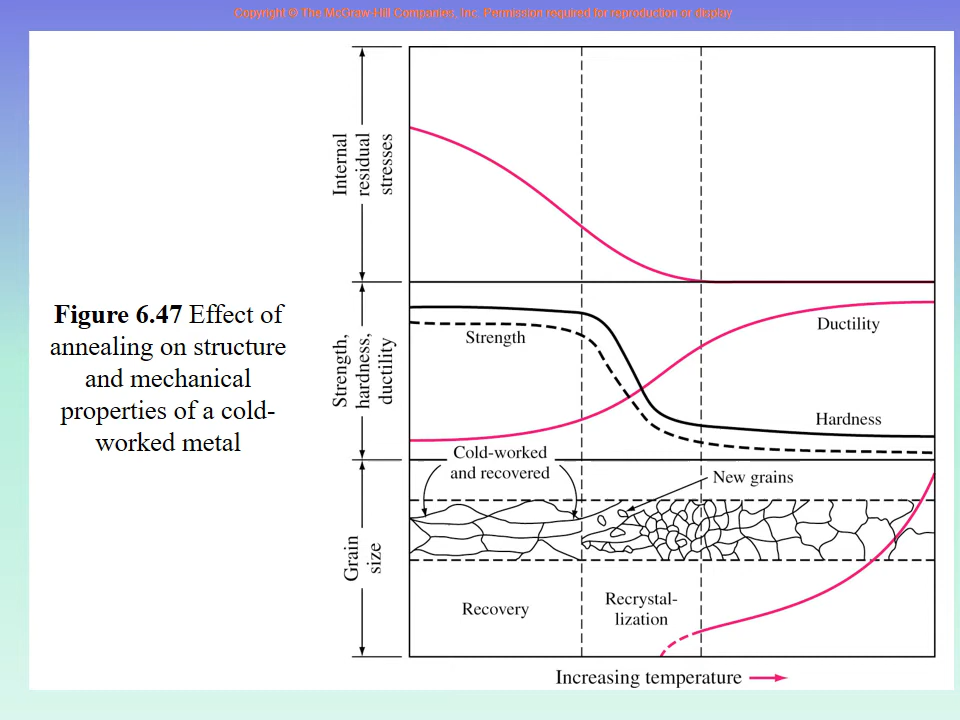 Copyright © The McGraw-Hill Companies, Inc. Permission required for reproduction or display
Figure 6.47 Effect of
annealing on structure
and mechanical
properties of a cold-
worked metal
Internal
residual
stresses
Strength,
hardness,
ductility
Strength
Ductility
Hardness
Grain
size
Cold-worked
and recovered
New grains
Recovery
Recrystal-
lization
Increasing temperature